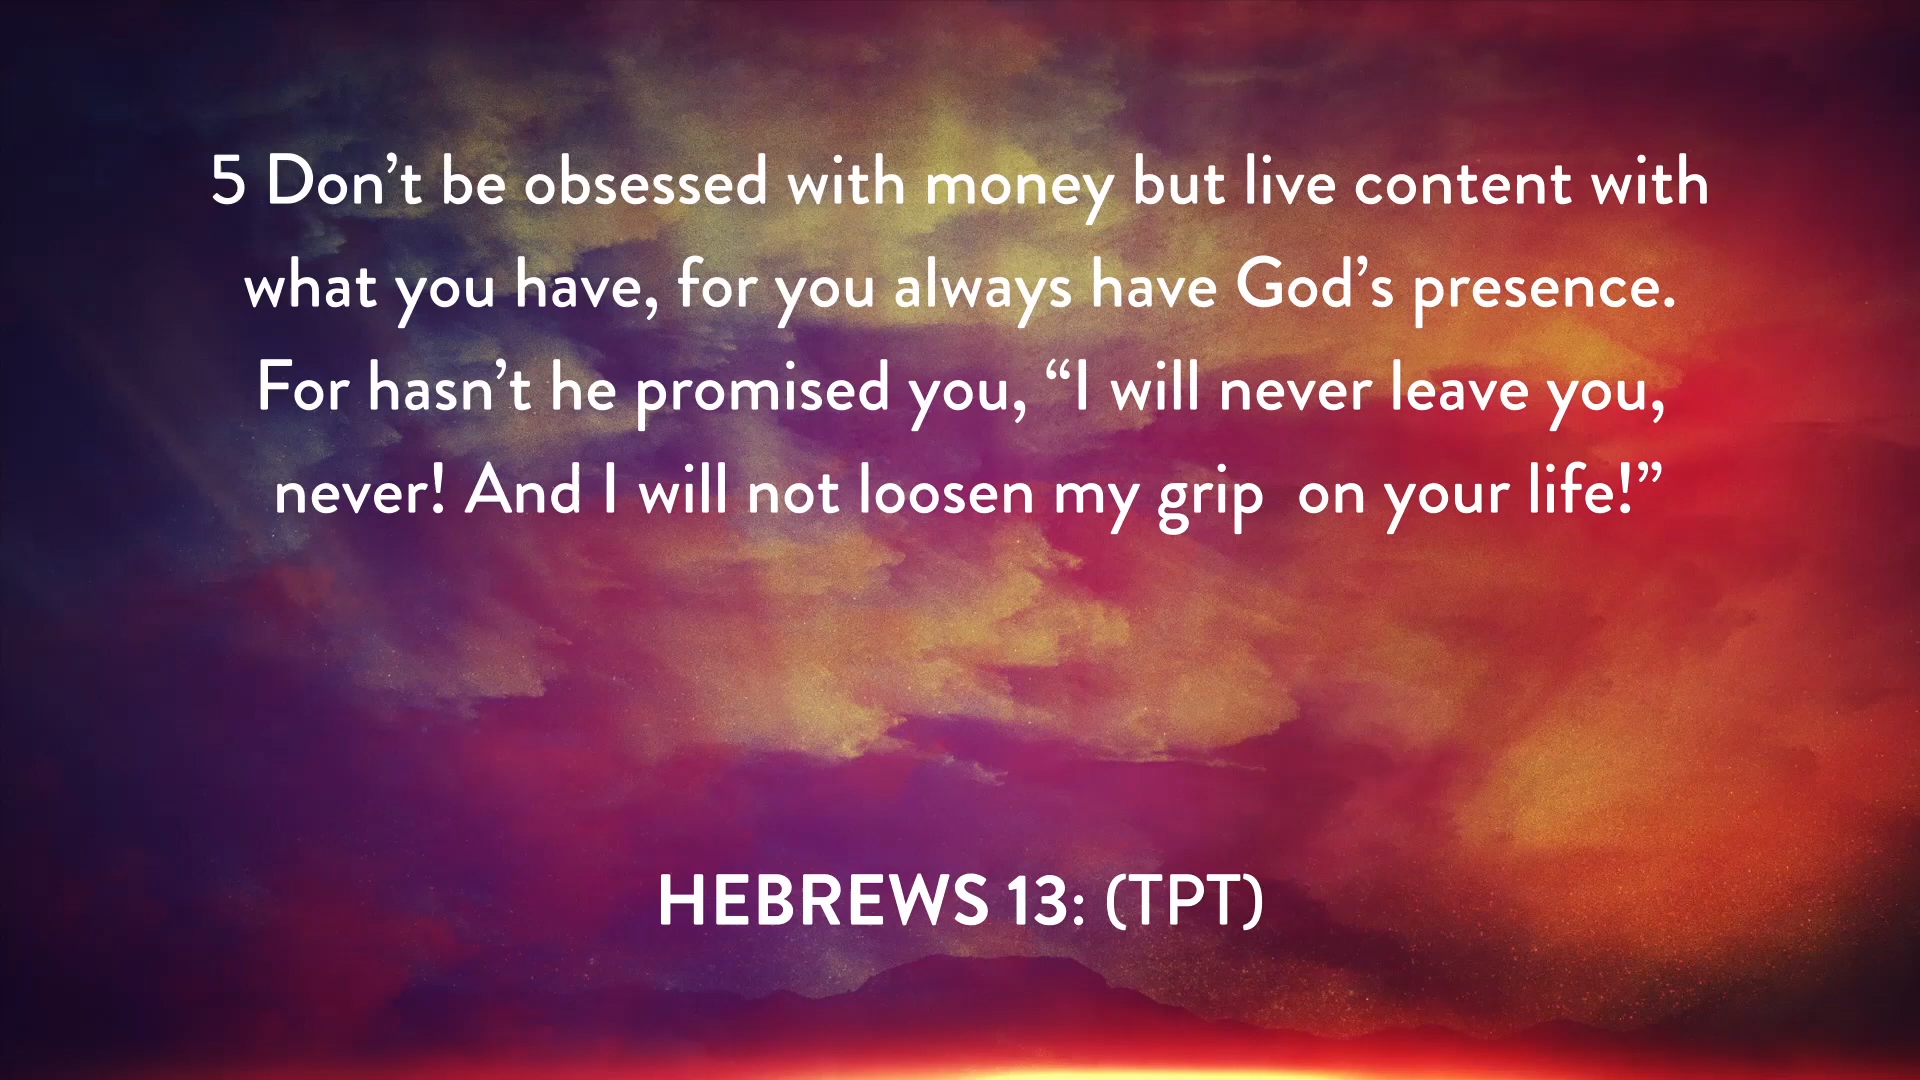 5 Don’t be obsessed with money but live content with
what you have, for you always have God’s presence.
For hasn’t he promised you, “I will never leave you,
never! And I will not loosen my grip  on your life!”
HEBREWS 13: (TPT)